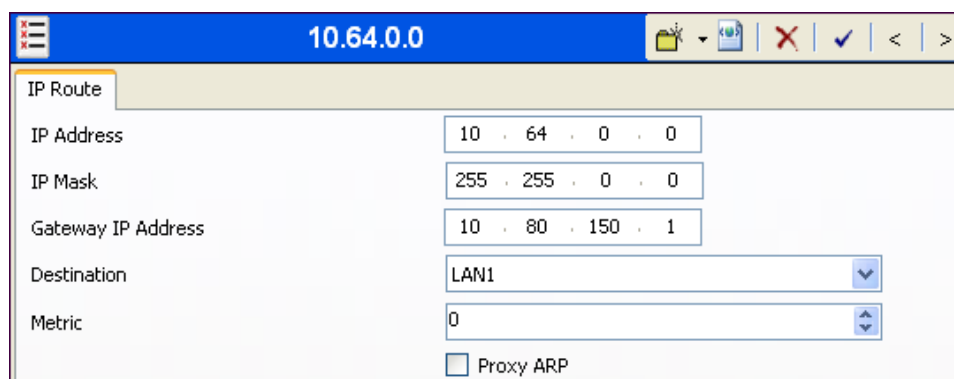 10.64.0.0
< >
IP Route
IP Address 10 . 64 . 0 . 0
IP Mask 255 . 255 . 0 . 0
Gateway IP Address 10 . 80 . 150 . 1
Destination LAN1
Metric 0
Proxy ARP